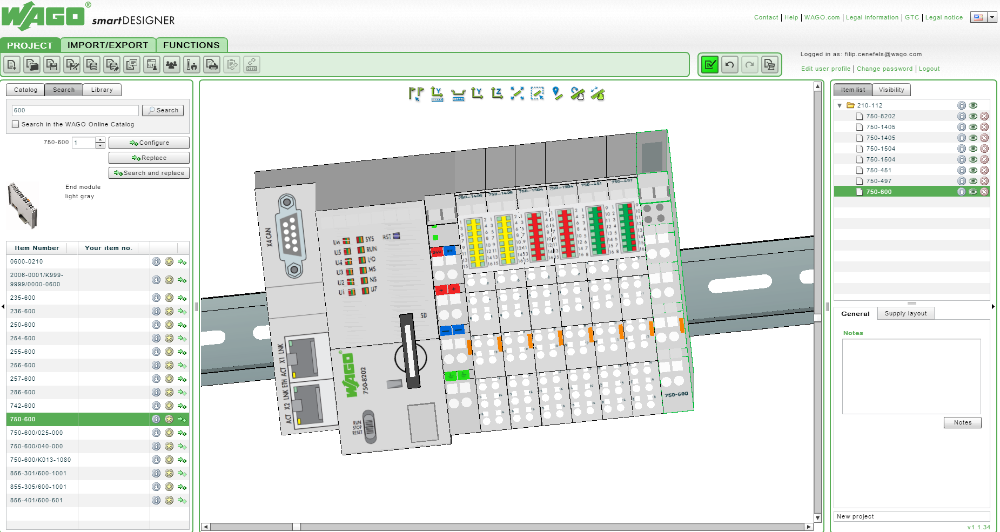 WAGO®
smartDESIGNER
Contact | Help | WAGO.com | Legal information | GTC | Legal notice
PROJECT
IMPORT/EXPORT
FUNCTIONS
Logged in as: filip.cenefels@wago.com
Edit user profile | Change password | Logout
Catalog
Search
Library
600
Search
Search in the WAGO Online Catalog
750-600
1
Configure
Replace
Search and replace
End module
light gray
Item Number
Your item no.
0600-0210
2006-0001/K999-
9999/0000-0600
235-600
236-600
250-600
254-600
255-600
256-600
257-600
286-600
742-600
750-600
750-600/025-000
750-600/040-000
750-600/K013-1080
855-301/600-1001
855-305/600-1001
855-401/600-501
750-1405
750-1405
750-1504
750-1504
750-451
750-497
X4 CAN
U6
SYS
RST
U5
RUN
U4
I/O
U3
MS
U2
NS
U1
U7
24V
0V
+
+
SD
WAGO®
750-8202
ACT X2 LNK ETH ACT X1 LNK
RUN
STOP
RESET
750-600
Item list
Visibility
210-112
750-8202
750-1405
750-1405
750-1504
750-1504
750-451
750-497
750-600
General
Supply layout
Notes
Notes
New project
v1.1.34